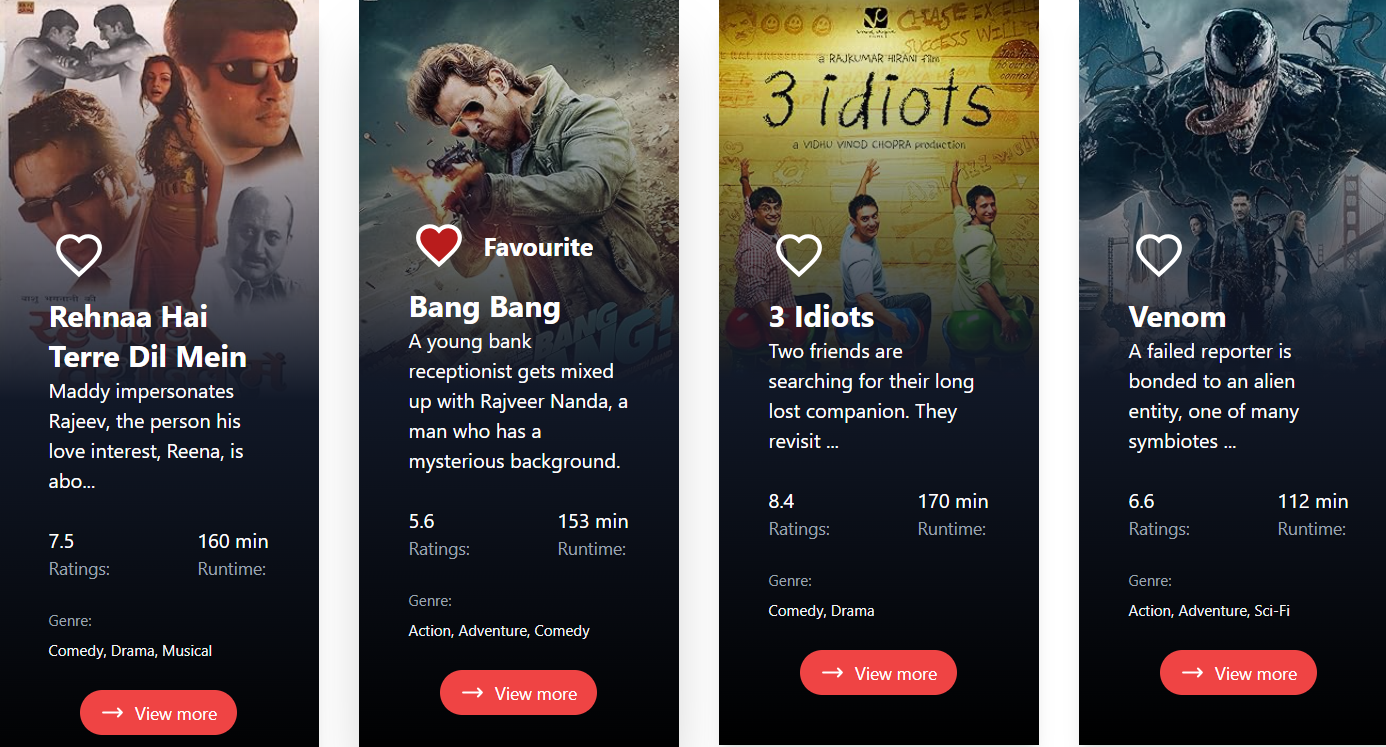 Rehnaa Hai
Terre Dil Mein
Maddy impersonates
Rajeev, the person his
love interest, Reena, is
abo...
7.5
160 min
Ratings:
Runtime:
Genre:
Comedy, Drama, Musical
View more
Favourite
BANG
BANG!
Bang Bang
A young bank
receptionist gets mixed
up with Rajveer Nanda, a
man who has a
mysterious background.
5.6
153 min
Ratings:
Runtime:
Genre:
Action, Adventure, Comedy
View more
CHASE EXCELL
SUCCESS WILL
a RAJKUMAR HIRANI film
3 idiots
a VIDHU VINOD CHOPRA production
3 Idiots
Two friends are
searching for their long
lost companion. They
revisit ...
8.4
170 min
Ratings:
Runtime:
Genre:
Comedy, Drama
View more
Venom
A failed reporter is
bonded to an alien
entity, one of many
symbiotes ...
6.6
112 min
Ratings:
Runtime:
Genre:
Action, Adventure, Sci-Fi
View more